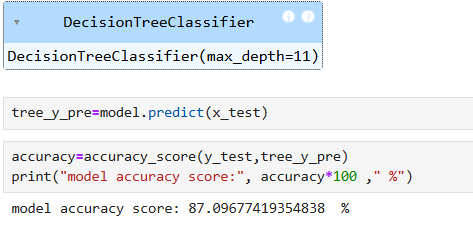 DecisionTreeClassifier
DecisionTreeClassifier(max_depth=11)
tree_y_pre=model.predict(x_test)
accuracy=accuracy_score(y_test,tree_y_pre)
print("model accuracy score:", accuracy*100 ," %")
model accuracy score: 87.09677419354838  %